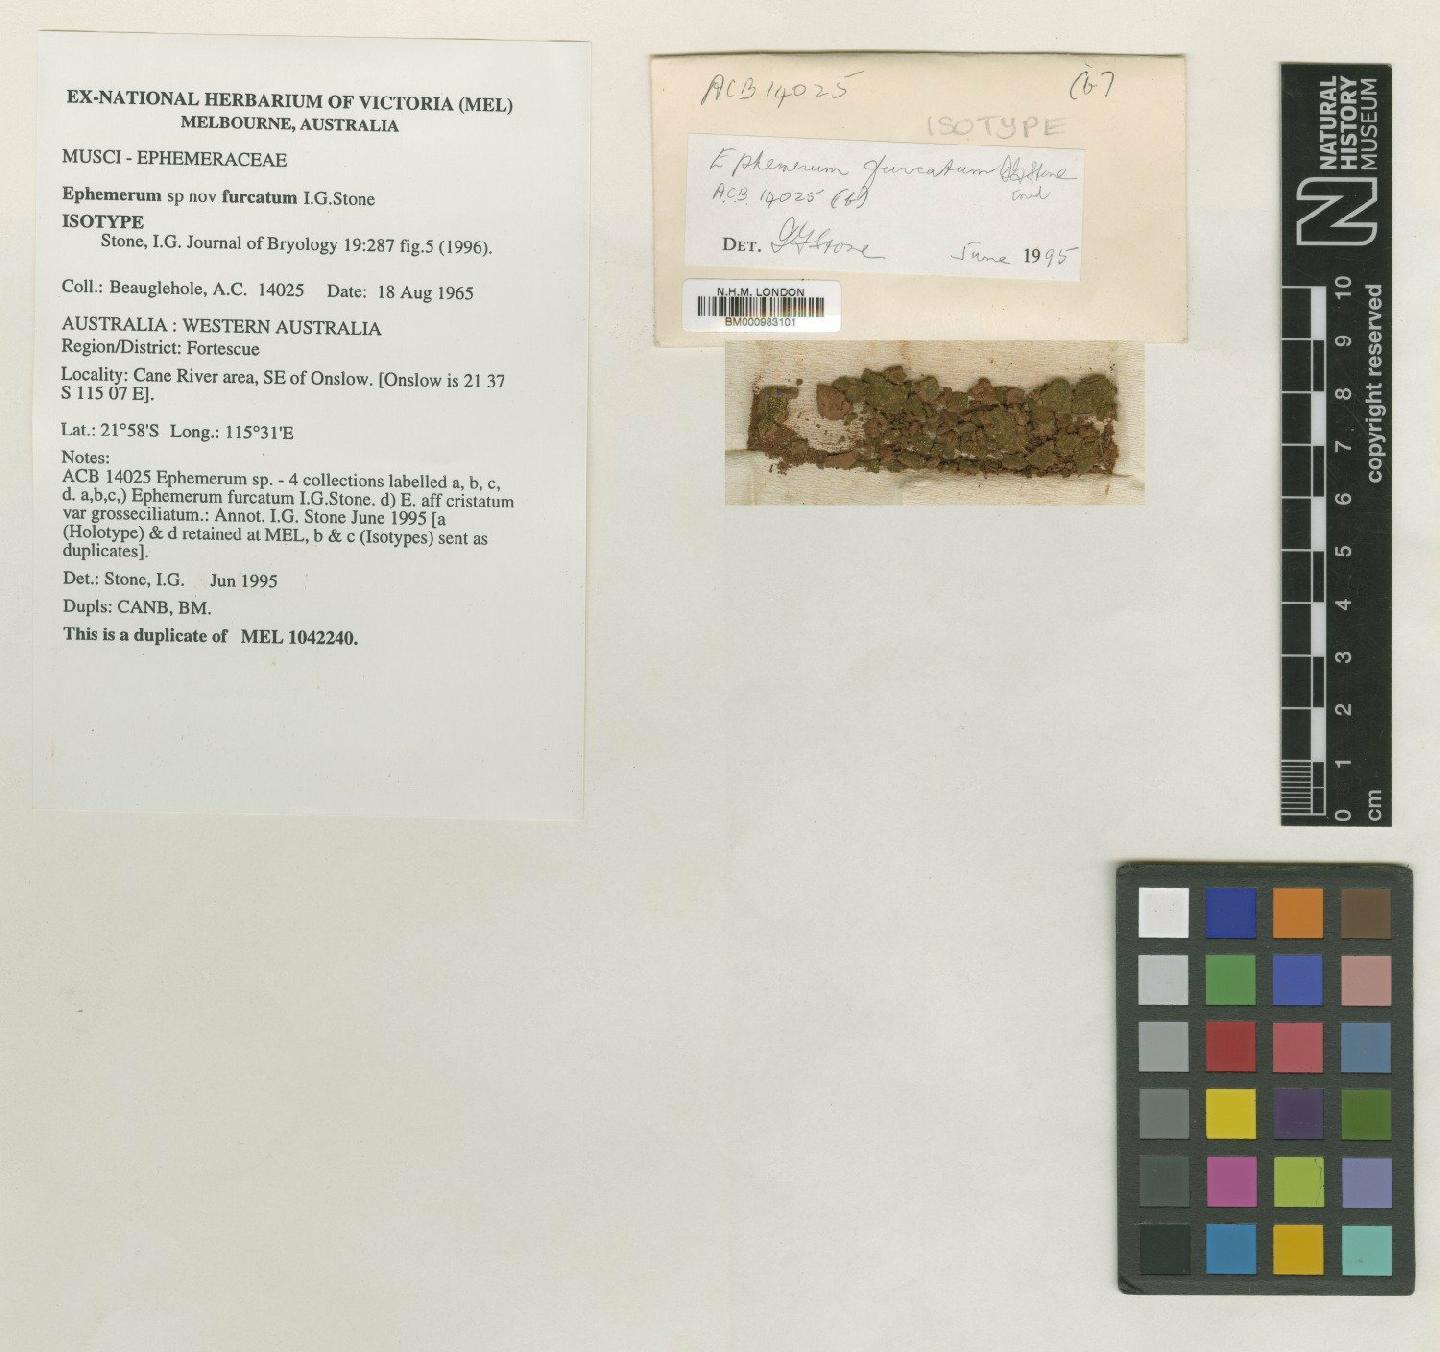 EX-NATIONAL HERBARIUM OF VICTORIA (MEL)
MELBOURNE, AUSTRALIA
MUSCI - EPHEMERACEAE
Ephemerum sp nov furcatum I.G.Stone
ISOTYPE
Stone, I.G. Journal of Bryology 19:287 fig.5 (1996).
Coll.: Beauglehole, A.C. 14025 Date: 18 Aug 1965
AUSTRALIA : WESTERN AUSTRALIA
Region/District: Fortescue
Locality: Cane River area, SE of Onslow. [Onslow is 21 37
S 115 07 E].
Lat.: 21°58'S Long.: 115°31'E
Notes:
ACB 14025 Ephemerum sp. - 4 collections labelled a, b, c,
d. a,b,c,) Ephemerum furcatum I.G.Stone. d) E. aff cristatum
var grosseciliatum.: Annot. I.G. Stone June 1995 [a
(Holotype) & d retained at MEL, b & c (Isotypes) sent as
duplicates].
Det.: Stone, I.G. Jun 1995
Dupls: CANB, BM.
This is a duplicate of MEL 1042240.
ACB 14025 (b)
ISOTYPE
Ephemerum furcatum IG Stone
A.C.B. 14025 (b)
DET. IG Stone June 1995
N.H.M. LONDON
BM000983101
NATURAL
HISTORY
MUSEUM
copyright reserved
10
9
8
7
6
5
4
3
2
1
0
cm